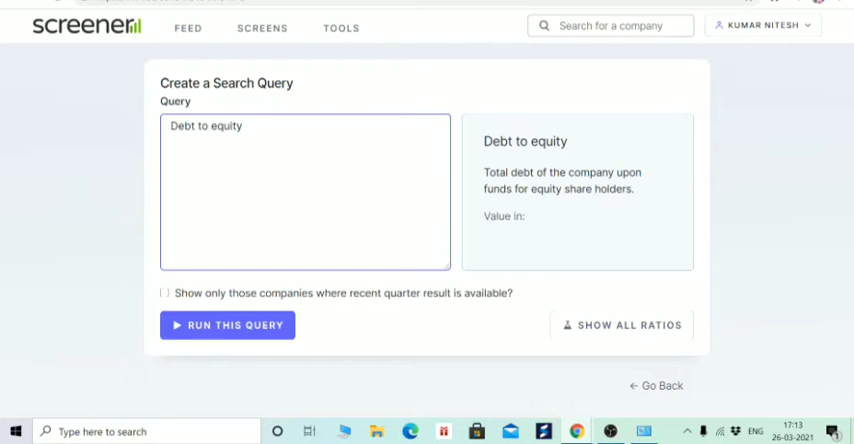 screener
FEED
SCREENS
TOOLS
Search for a company
KUMAR NITESH
Create a Search Query
Query
Debt to equity
Debt to equity
Total debt of the company upon
funds for equity share holders.
Value in:
Show only those companies where recent quarter result is available?
RUN THIS QUERY
SHOW ALL RATIOS
← Go Back
Type here to search
ENG
17:13
26-03-2021